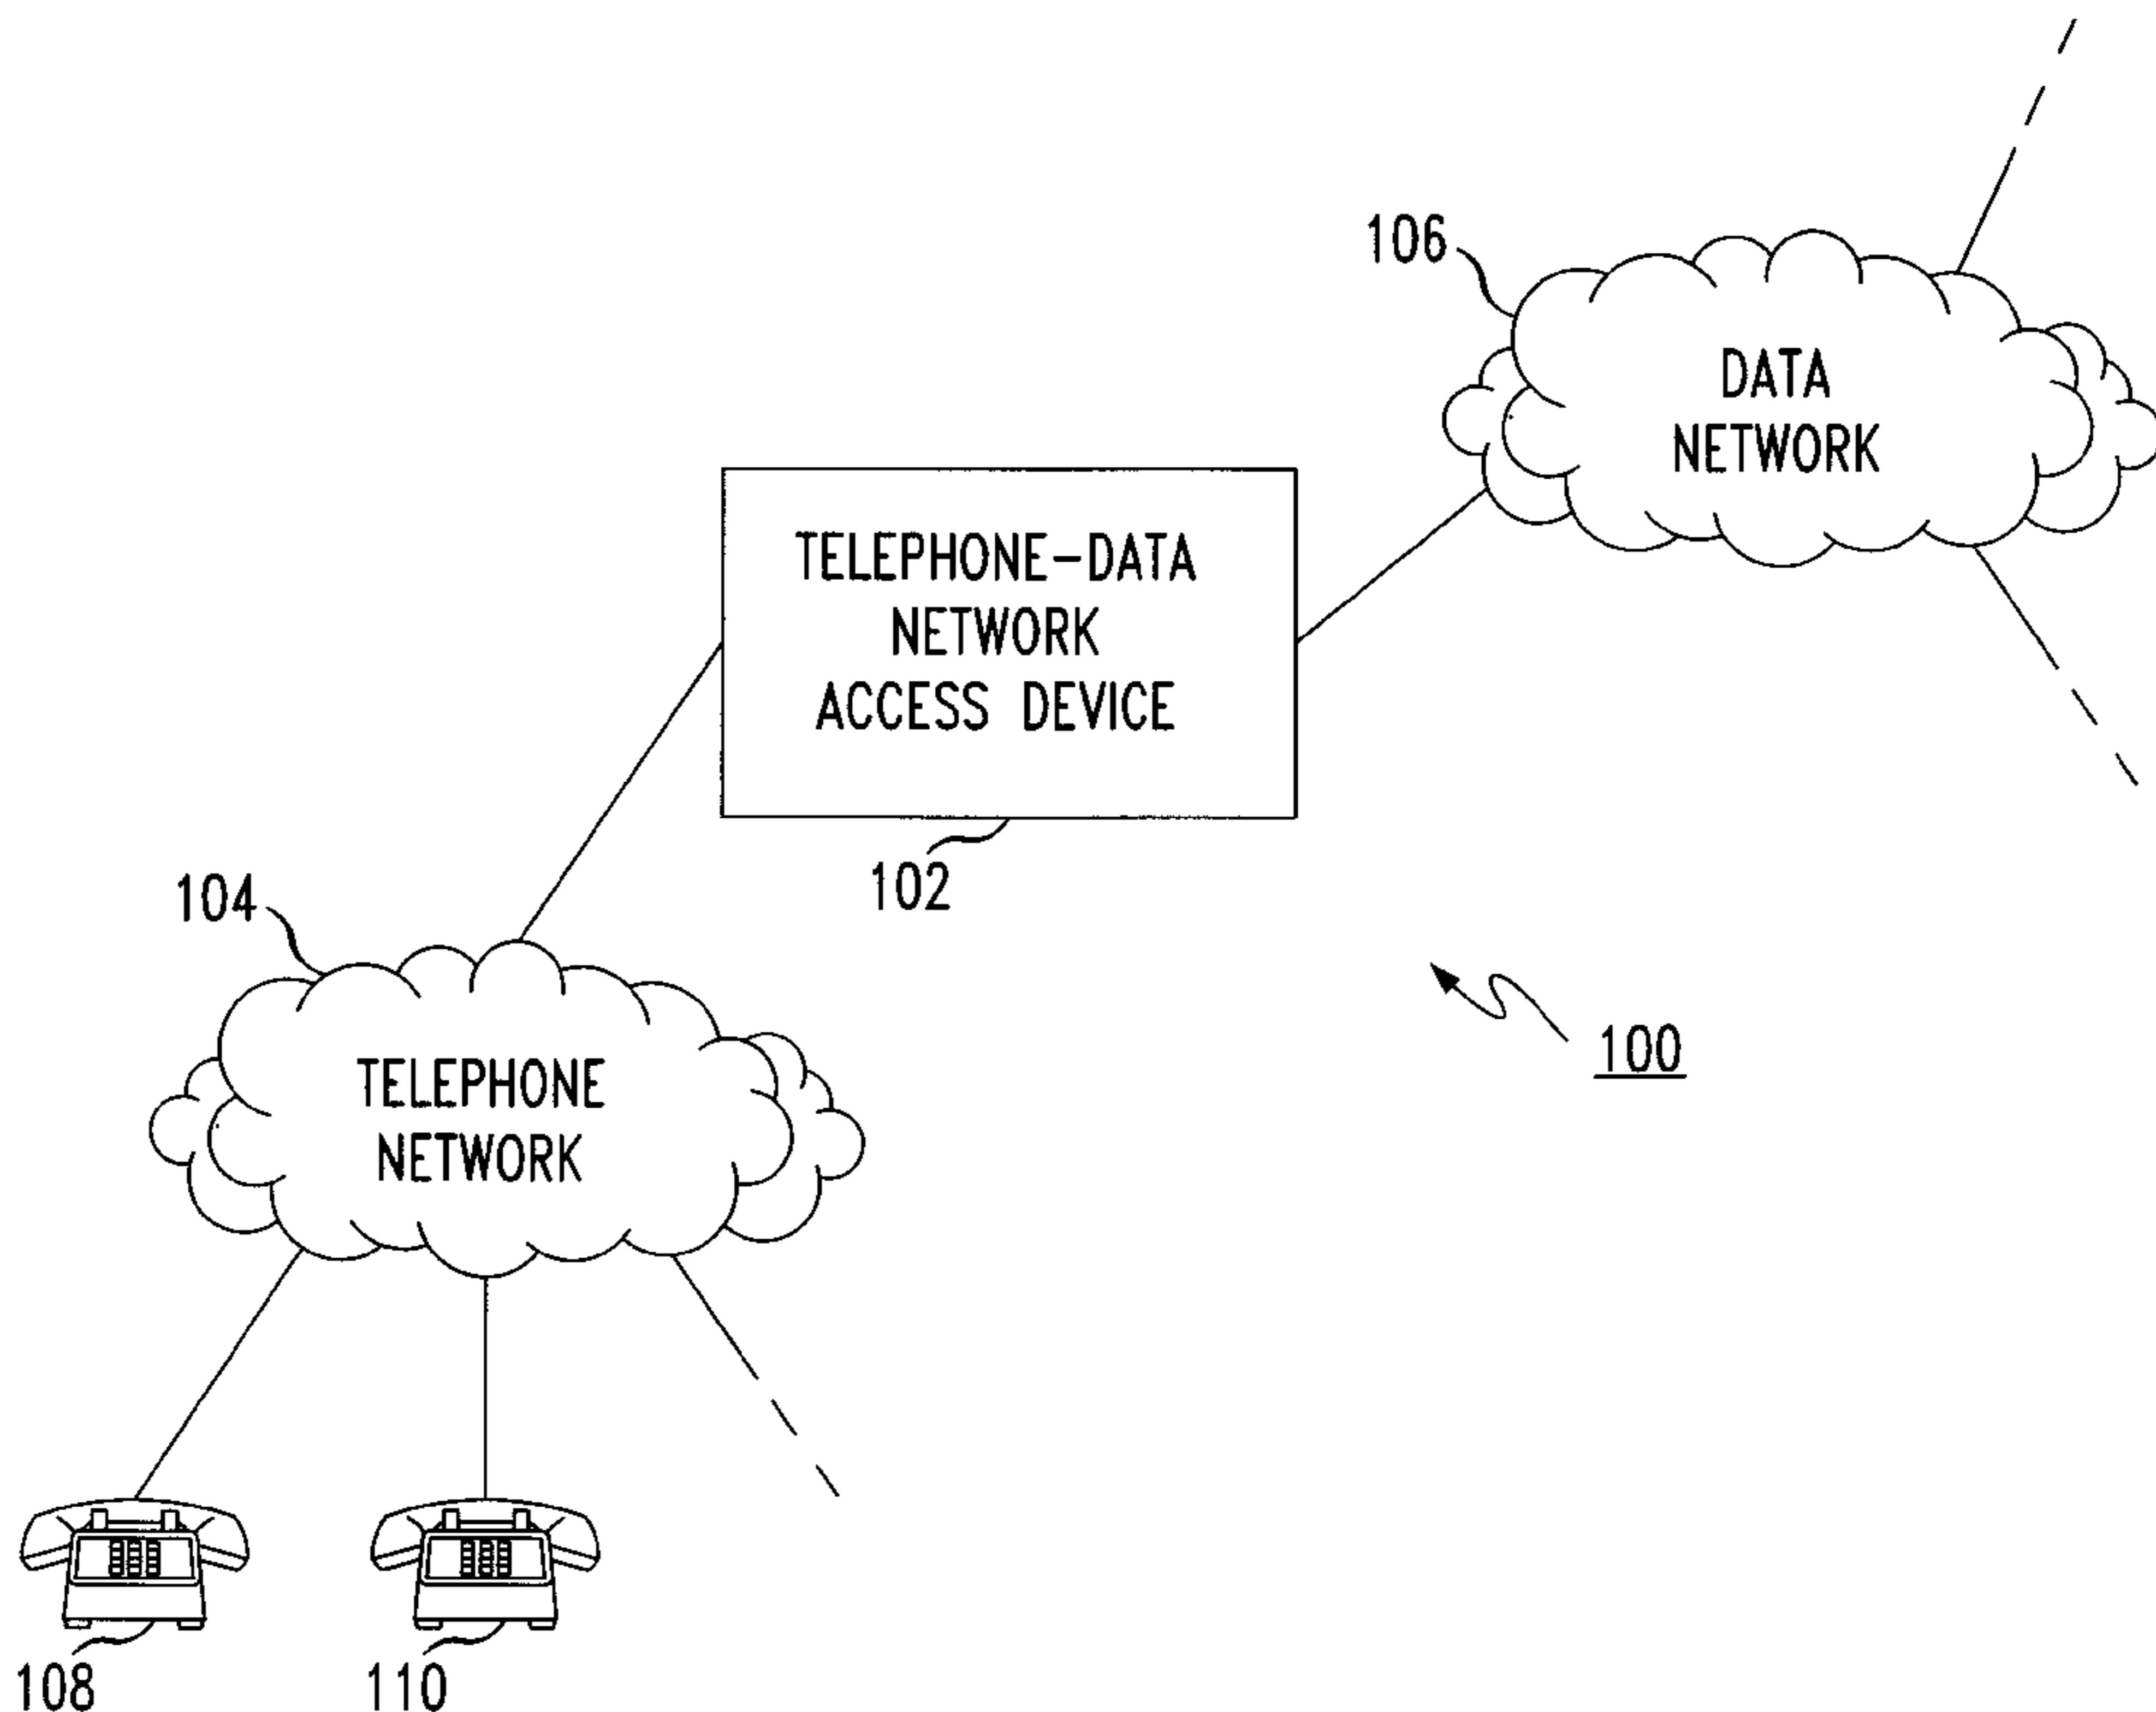 106
DATA
NETWORK
TELEPHONE-DATA
NETWORK
ACCESS DEVICE
102
104
TELEPHONE
NETWORK
100
108
110